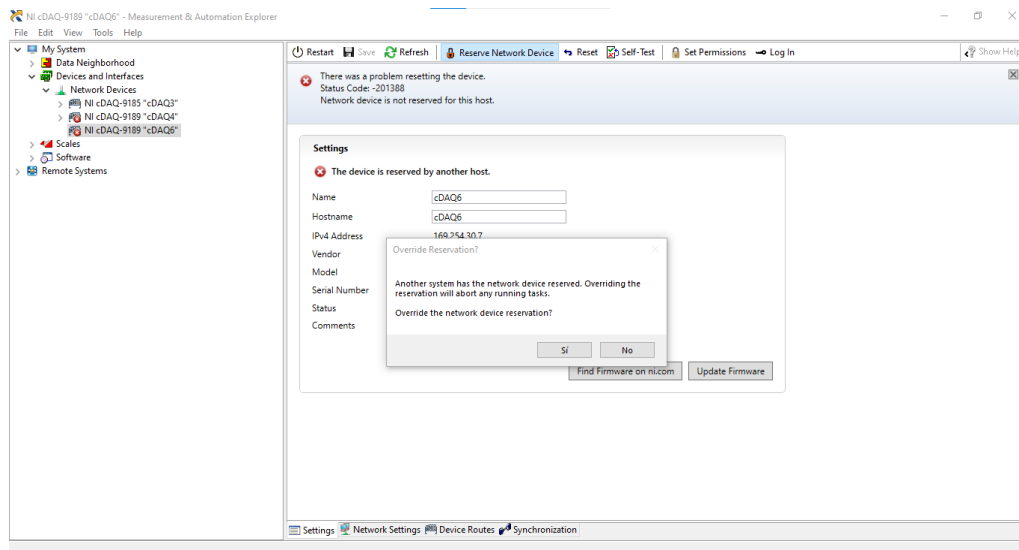 NI cDAQ-9189 "cDAQ6" - Measurement & Automation Explorer
File Edit View Tools Help
My System
Data Neighborhood
Devices and Interfaces
Network Devices
NI cDAQ-9185 "cDAQ3"
NI cDAQ-9189 "cDAQ4"
NI cDAQ-9189 "cDAQ6"
Scales
Software
Remote Systems
Restart Save Refresh Reserve Network Device Reset Self-Test Set Permissions Log In Show Help
There was a problem resetting the device.
Status Code: -201388
Network device is not reserved for this host.
Settings
The device is reserved by another host.
Name cDAQ6
Hostname cDAQ6
IPv4 Address 169.254.30.7
Vendor
Model
Serial Number
Status
Comments
Override Reservation?
Another system has the network device reserved. Overriding the
reservation will abort any running tasks.
Override the network device reservation?
Sí No
Find Firmware on ni.com Update Firmware
Settings Network Settings Device Routes Synchronization